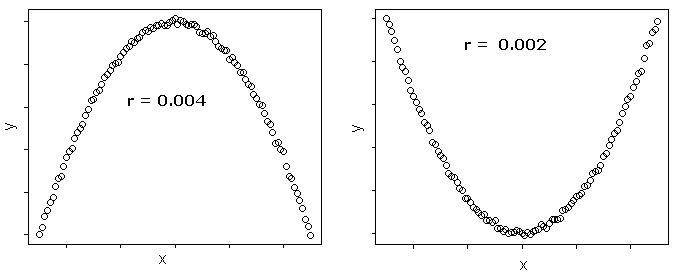 r = 0.004
y
x
r = 0.002
y
x